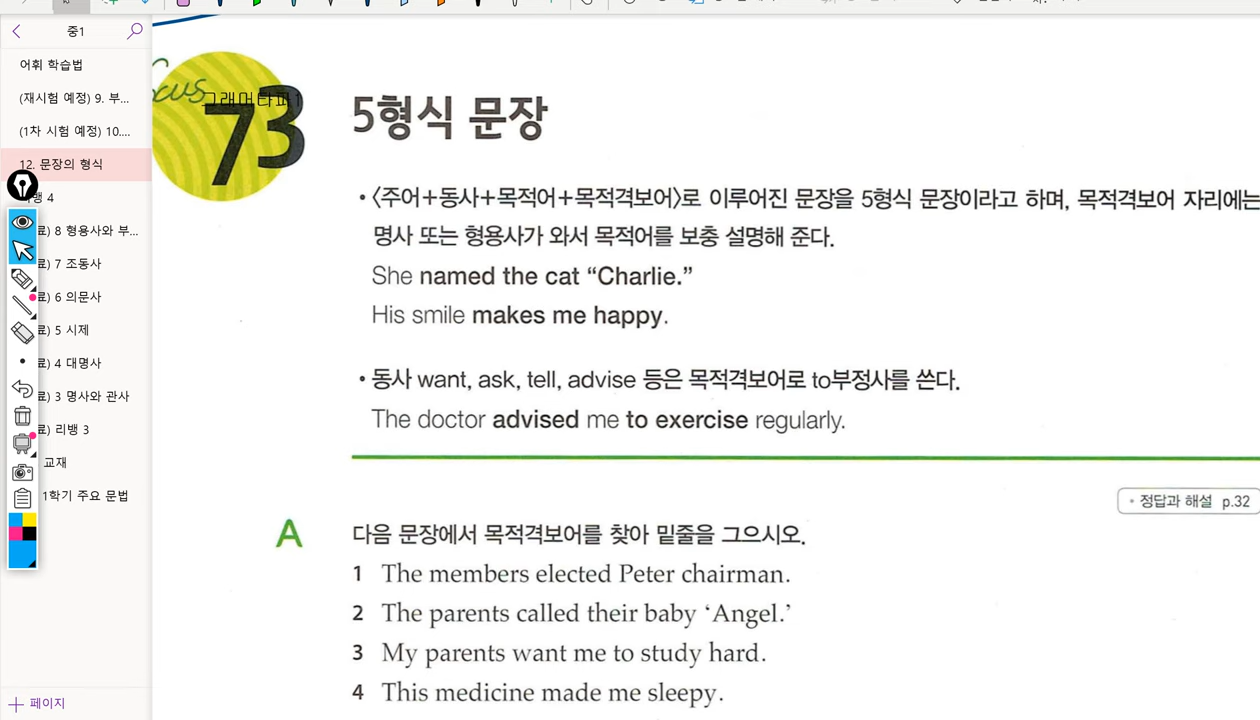 중1
어휘 학습법
(재시험 예정) 9. 부...
(1차 시험 예정) 10....
12. 문장의 형식
뱅 4
료) 8 형용사와 부...
료) 7 조동사
료) 6 의문사
료) 5 시제
료) 4 대명사
료) 3 명사와 관사
료) 리뱅 3
교재
1학기 주요 문법
페이지
cus
그래머타파1
73
5형식 문장
• 〈주어+동사+목적어+목적격보어〉로 이루어진 문장을 5형식 문장이라고 하며, 목적격보어 자리에는
명사 또는 형용사가 와서 목적어를 보충 설명해 준다.
She named the cat “Charlie.”
His smile makes me happy.
• 동사 want, ask, tell, advise 등은 목적격보어로 to부정사를 쓴다.
The doctor advised me to exercise regularly.
• 정답과 해설 p.32
A 다음 문장에서 목적격보어를 찾아 밑줄을 그으시오.
1 The members elected Peter chairman.
2 The parents called their baby ‘Angel.’
3 My parents want me to study hard.
4 This medicine made me sleepy.